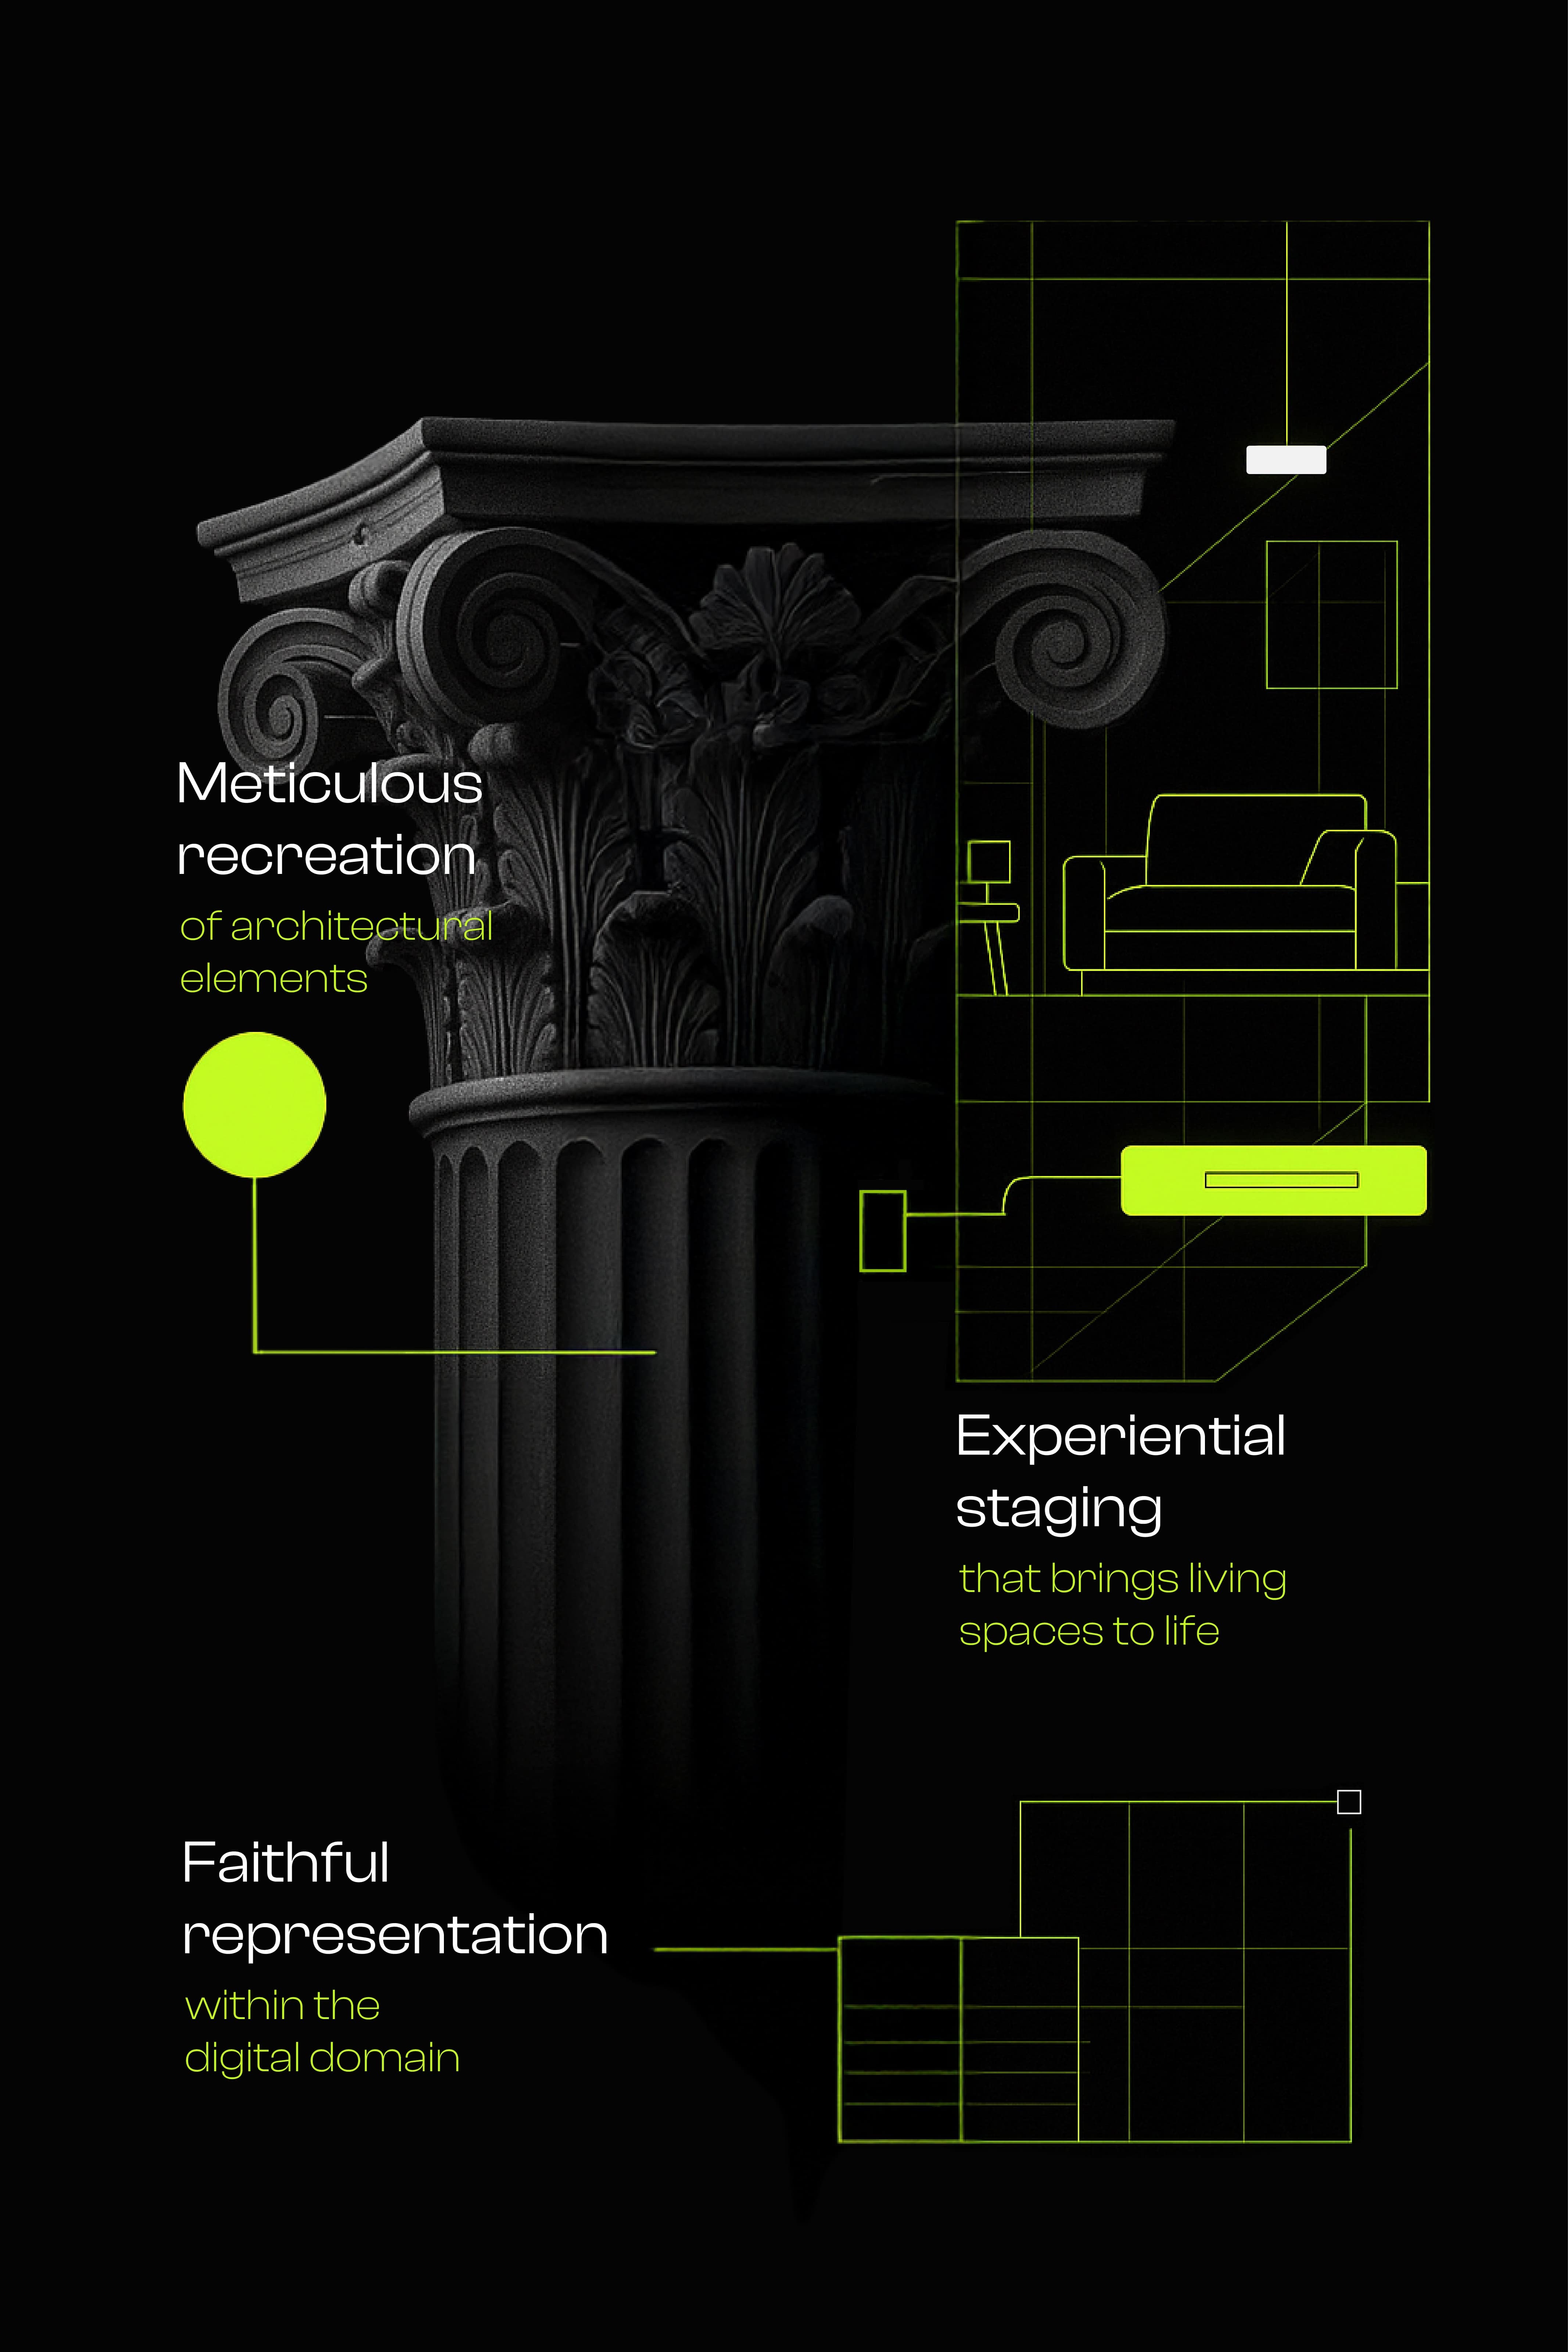 Meticulous
recreation
of architectural
elements
Experiential
staging
that brings living
spaces to life
Faithful
representation
within the
digital domain